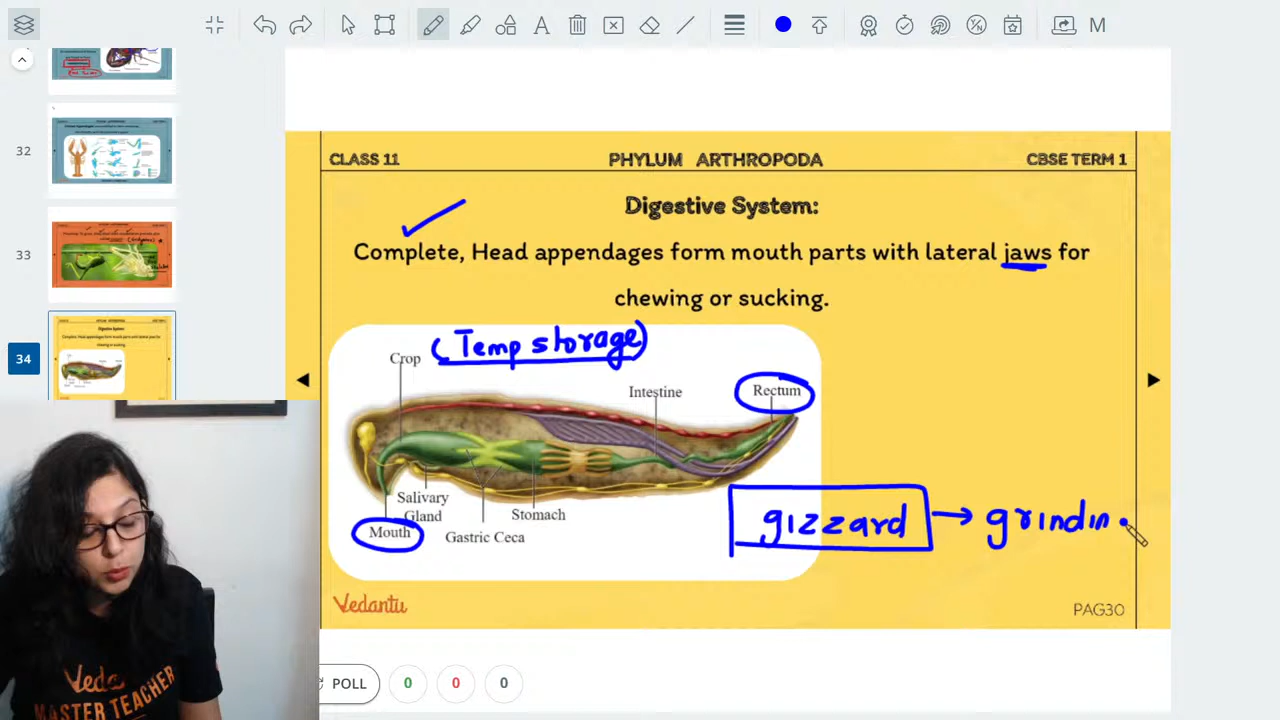 M
32
33
34
CLASS 11 PHYLUM ARTHROPODA CBSE TERM 1
Digestive System:
Complete, Head appendages form mouth parts with lateral jaws for
chewing or sucking.
Crop (Temp storage)
Intestine Rectum
Salivary
Gland
Mouth Gastric Ceca Stomach
gizzard → grindin
Vedantu PAG30
Veda
MASTER TEACHER
POLL 0 0 0